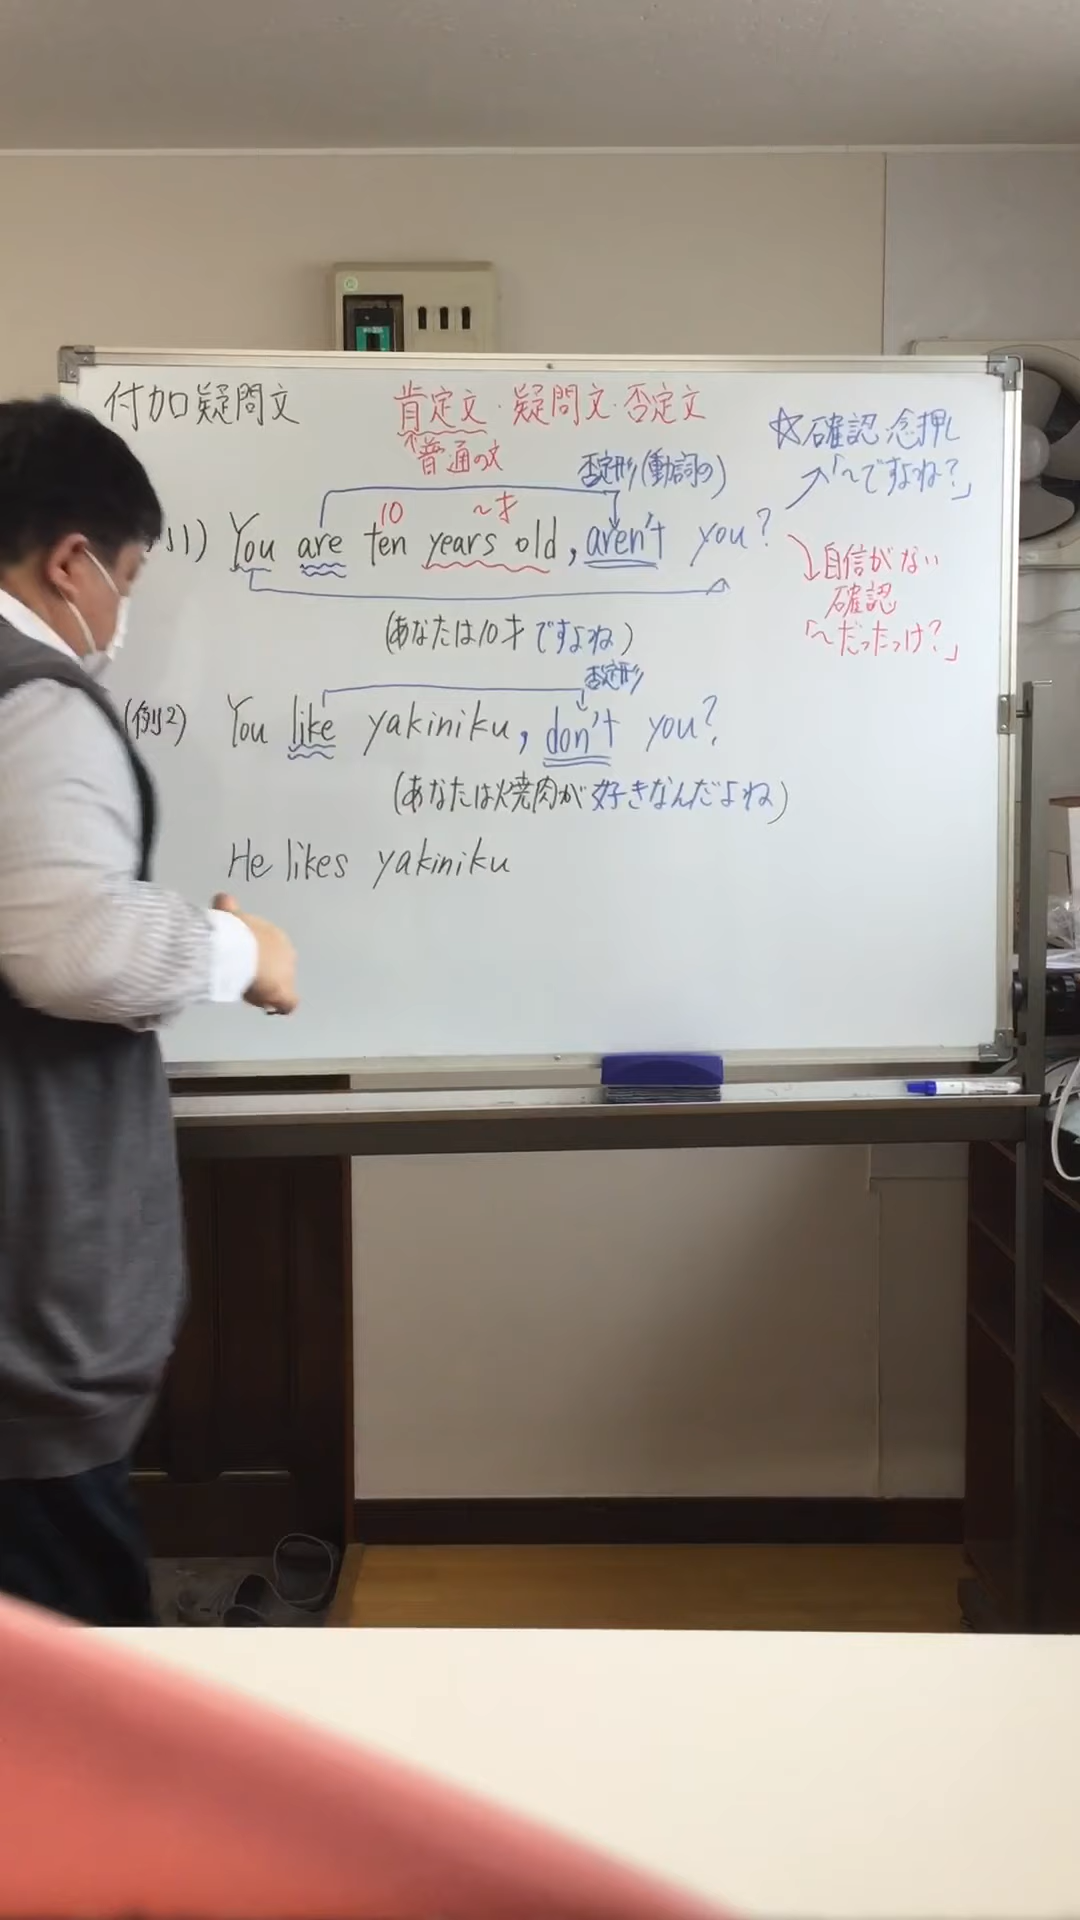 付加疑問文
肯定文・疑問文・否定文
普通の文
☆確認・念押し
「〜ですよね?」
否定形(動詞の)
10 〜才
1) You are ten years old, aren't you?
自信がない
確認
「〜だったっけ?」
(あなたは10才ですよね)
否定形
(例2) You like yakiniku, don't you?
(あなたは焼肉が好きなんだよね)
He likes yakiniku